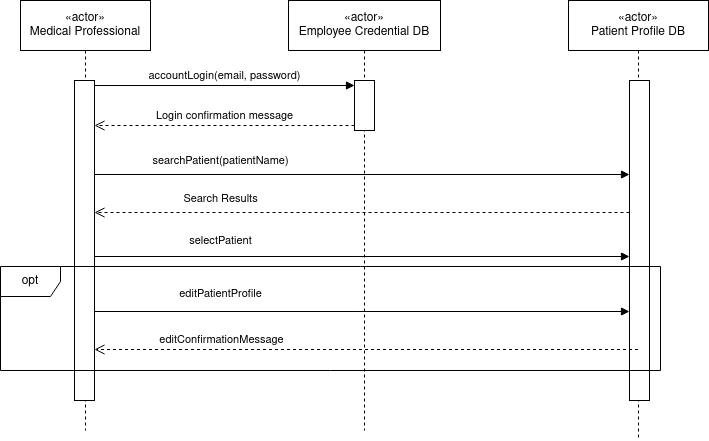 «actor»
Medical Professional
«actor»
Employee Credential DB
«actor»
Patient Profile DB
accountLogin(email, password)
Login confirmation message
searchPatient(patientName)
Search Results
selectPatient
opt
editPatientProfile
editConfirmationMessage